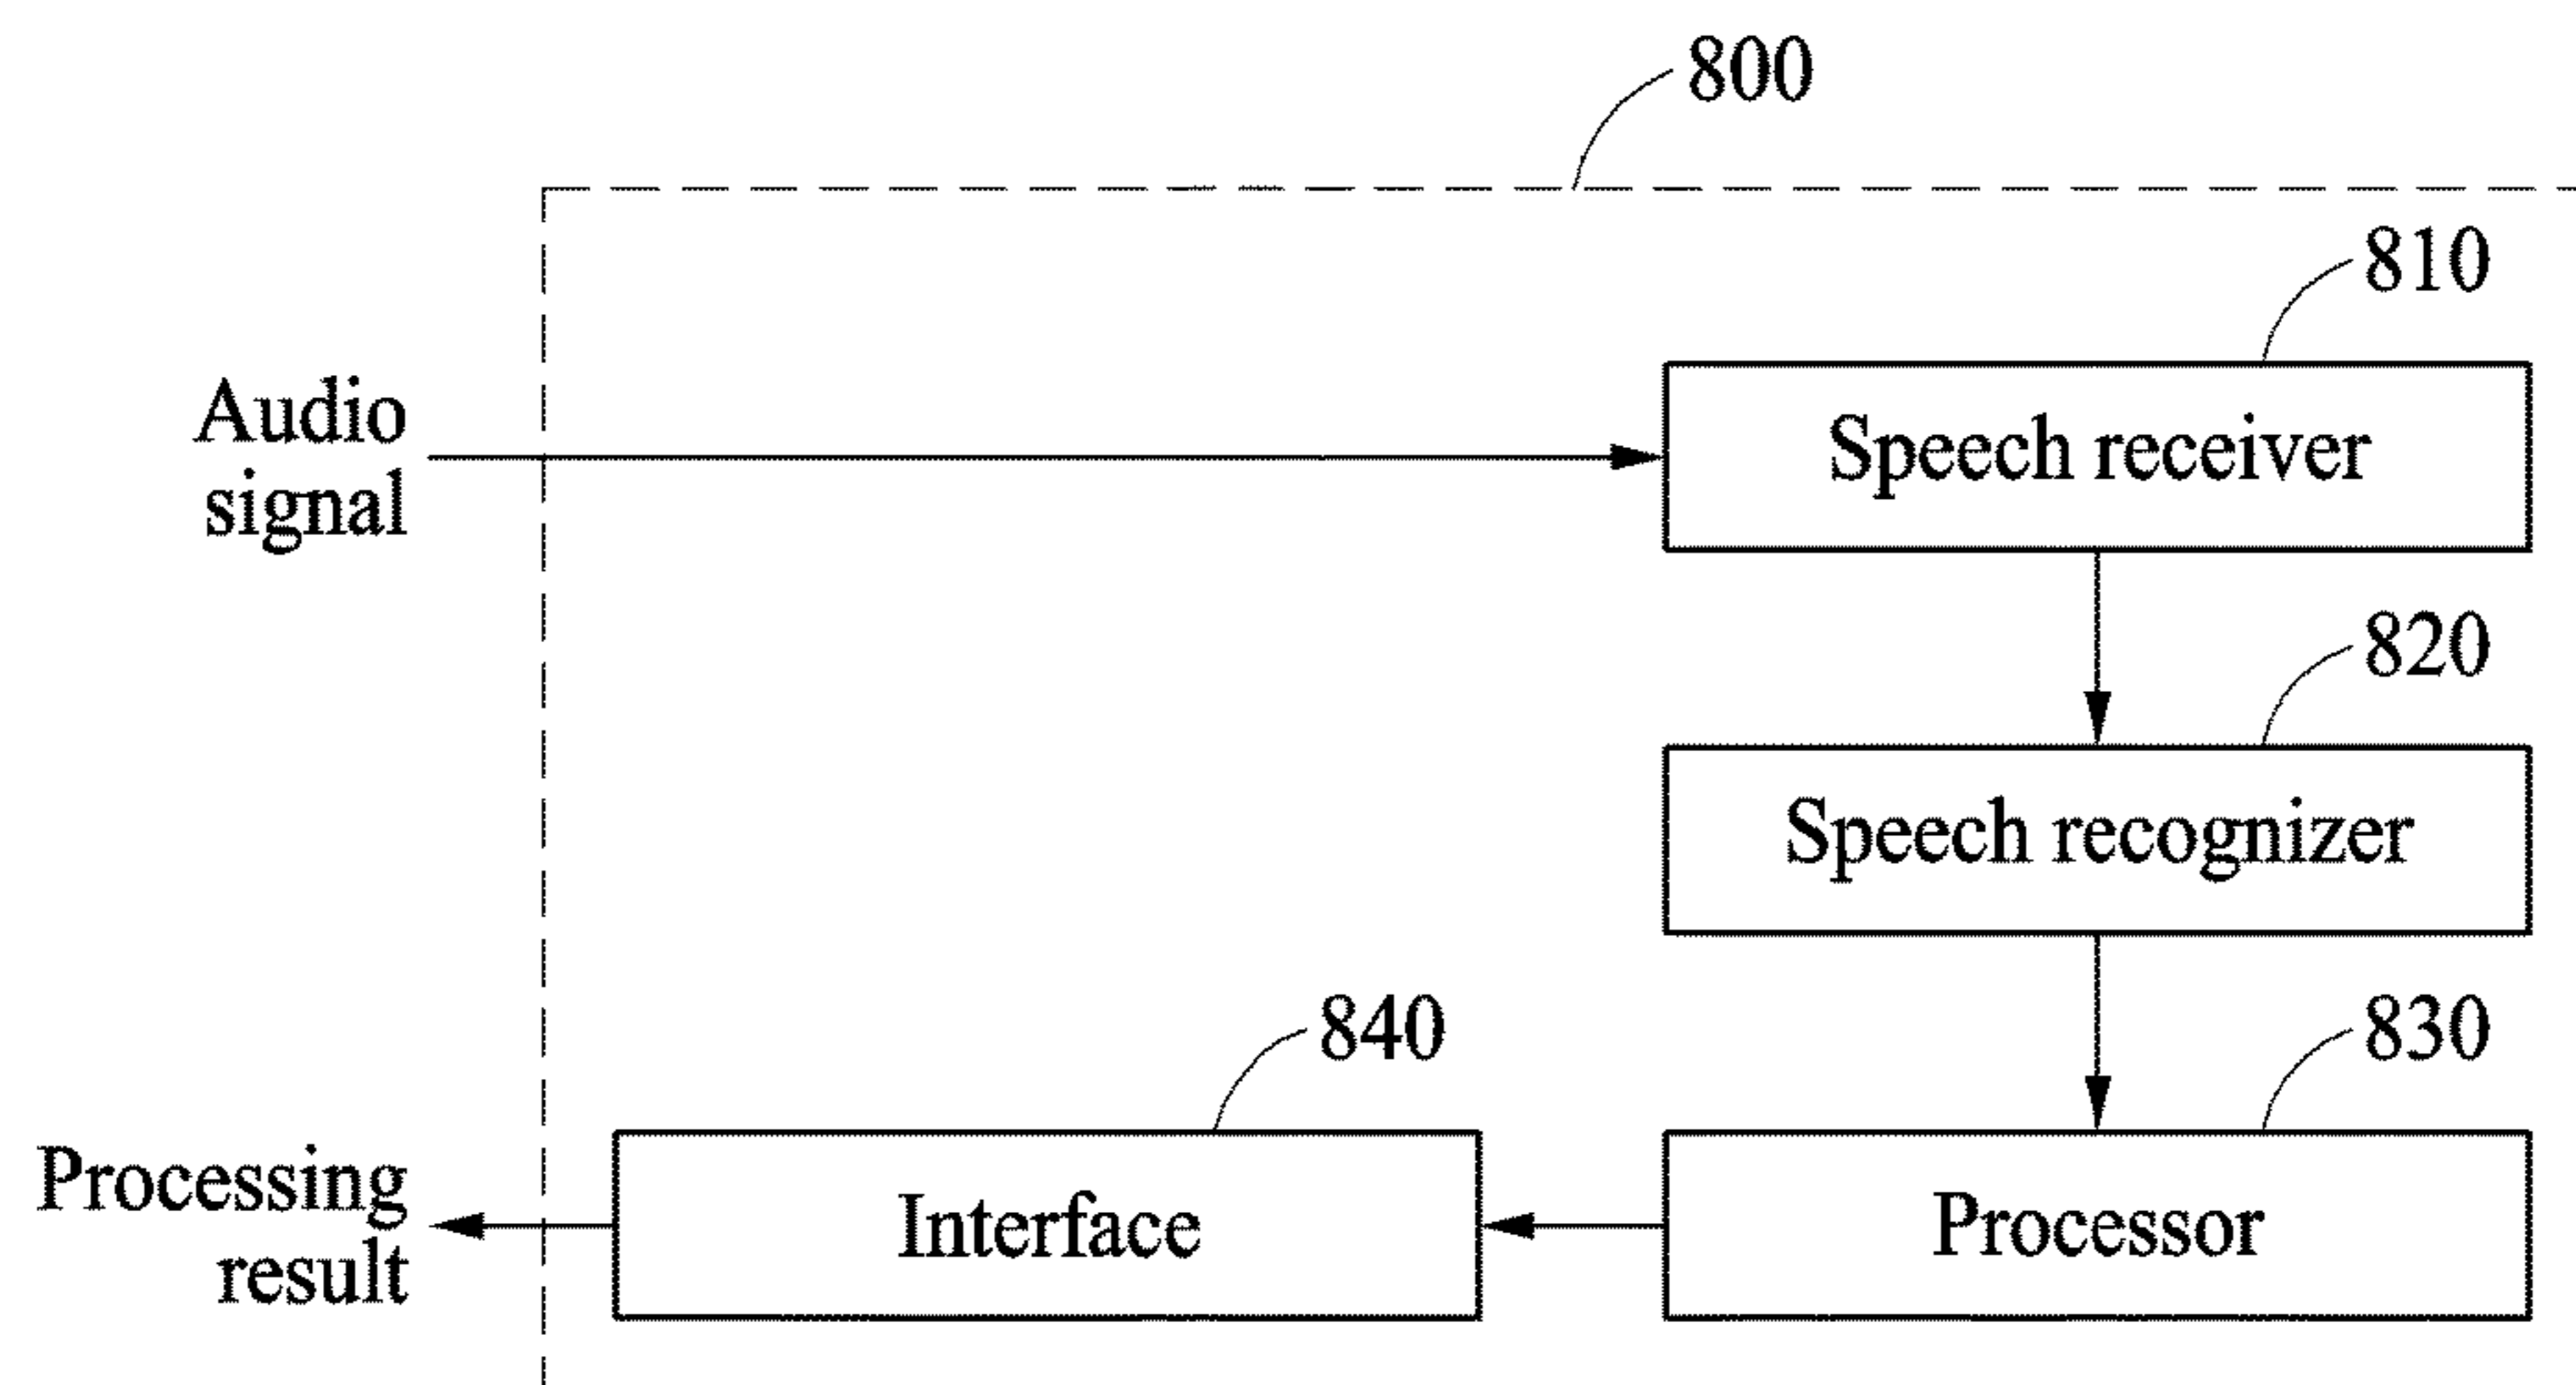 800
810
Audio
signal
Speech receiver
820
Speech recognizer
840
830
Processing
result
Interface
Processor